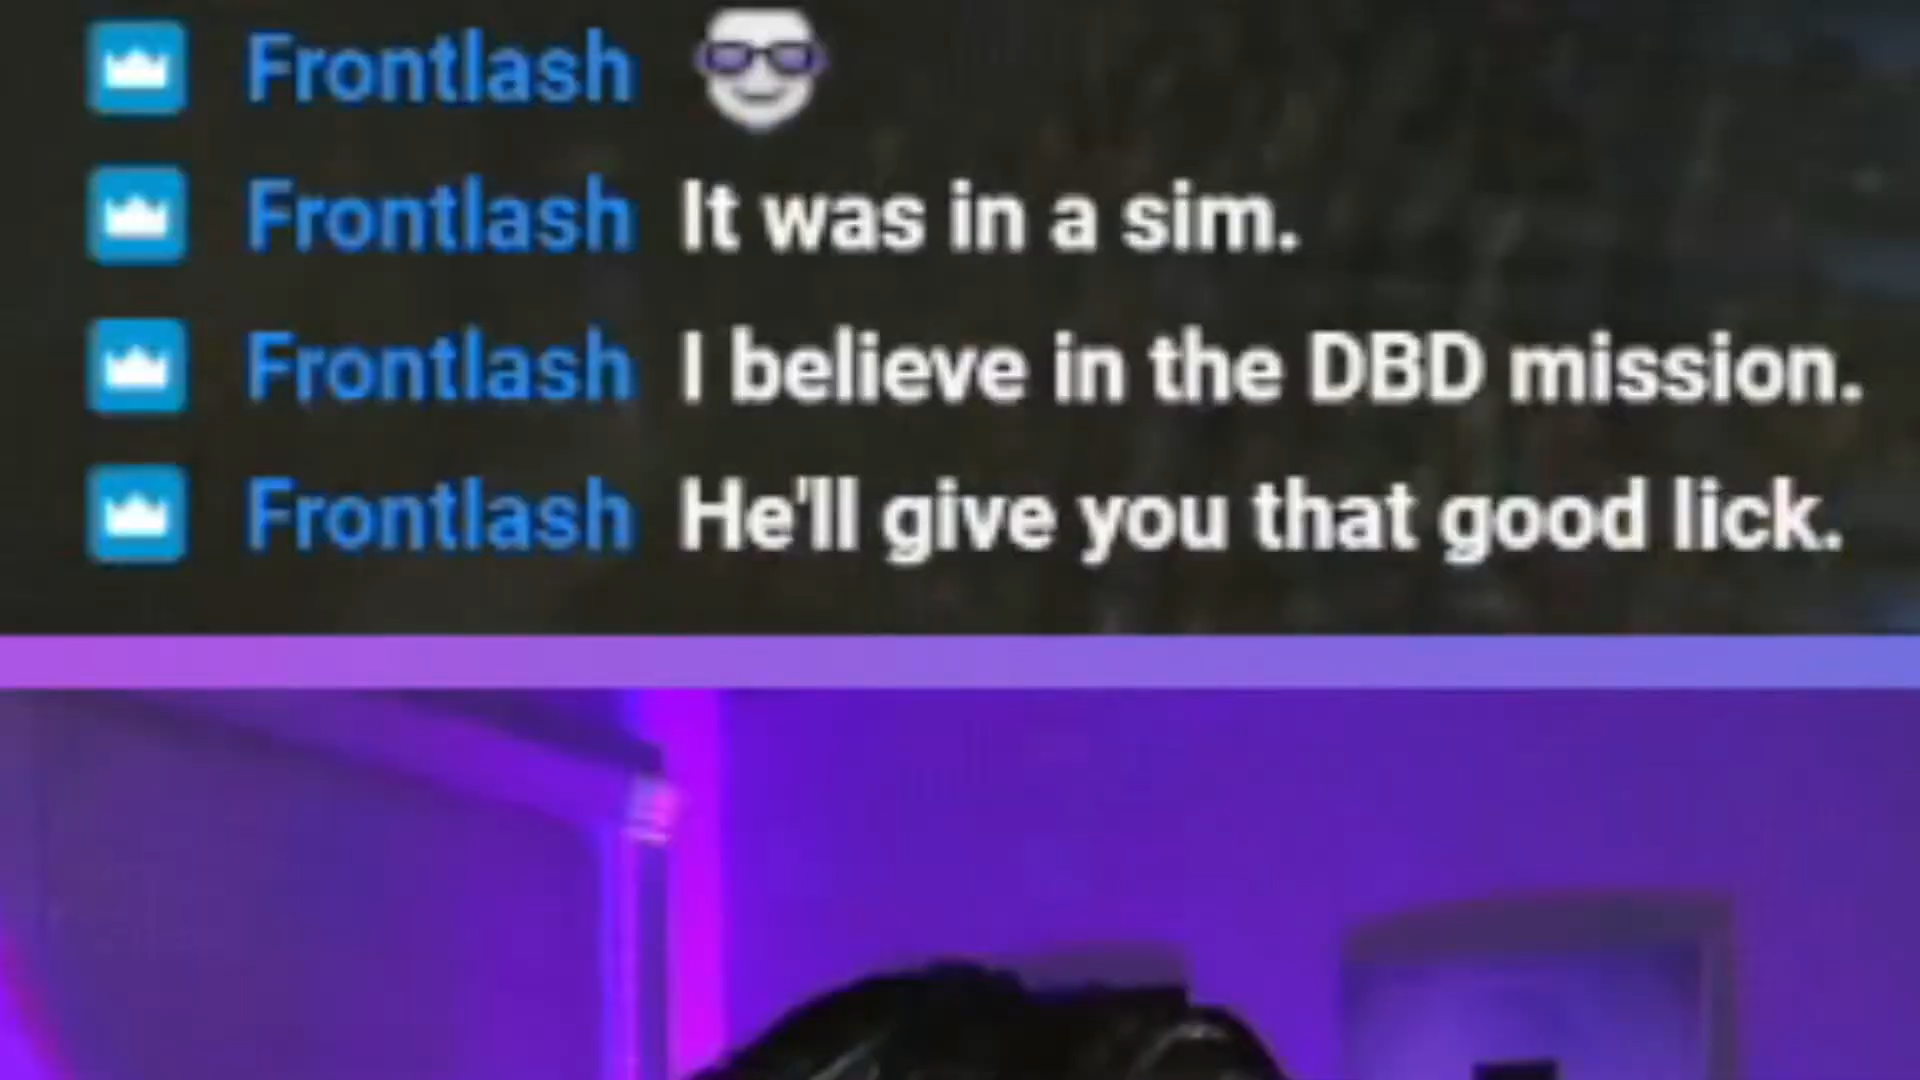 Frontlash
Frontlash It was in a sim.
Frontlash I believe in the DBD mission.
Frontlash He'll give you that good lick.